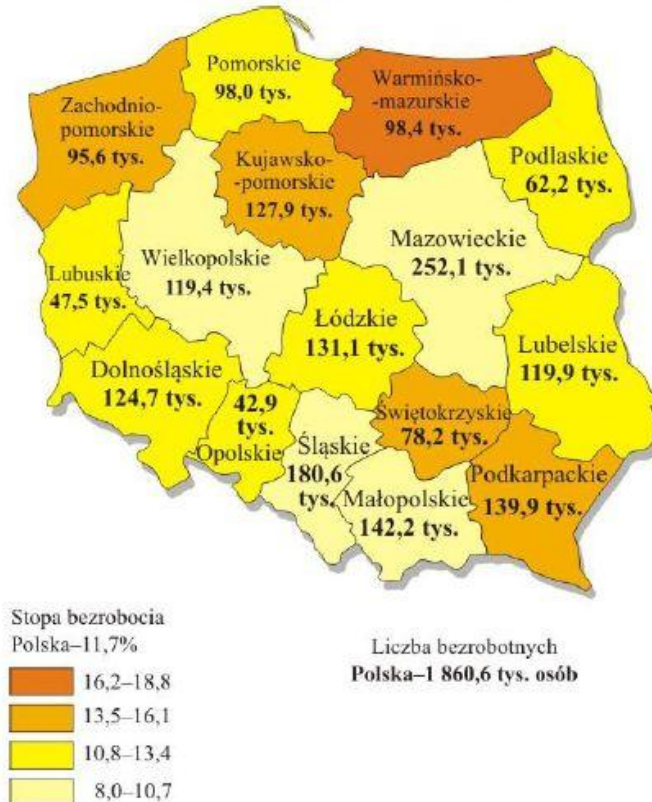 Pomorskie
98,0 tys.
Warmińsko-
-mazurskie
98,4 tys.
Zachodnio-
pomorskie
95,6 tys.
Kujawsko-
-pomorskie
127,9 tys.
Podlaskie
62,2 tys.
Mazowieckie
252,1 tys.
Wielkopolskie
119,4 tys.
Lubuskie
47,5 tys.
Łódzkie
131,1 tys.
Lubelskie
119,9 tys.
Dolnośląskie
124,7 tys.
42,9
tys.
Opolskie
Świętokrzyskie
78,2 tys.
Śląskie
180,6
tys.
Małopolskie
142,2 tys.
Podkarpackie
139,9 tys.
Stopa bezrobocia
Polska–11,7%
16,2–18,8
13,5–16,1
10,8–13,4
8,0–10,7
Liczba bezrobotnych
Polska–1 860,6 tys. osób